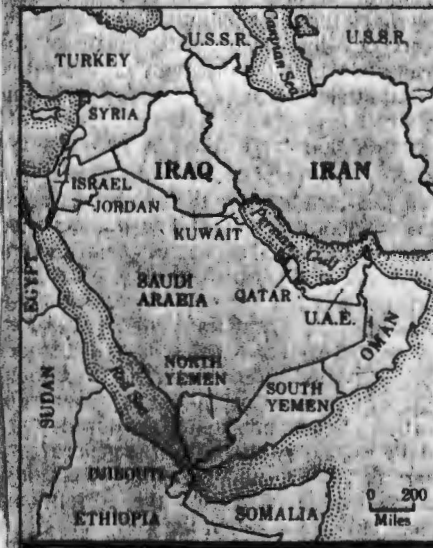 U.S.S.R.
Caspian Sea
U.S.S.R.
TURKEY
SYRIA
IRAQ
IRAN
ISRAEL
JORDAN
KUWAIT
Persian Gulf
EGYPT
SAUDI
ARABIA
QATAR
U.A.E.
OMAN
Red Sea
NORTH
YEMEN
SUDAN
SOUTH
YEMEN
DJIBOUTI
ETHIOPIA
SOMALIA
0 200
Miles